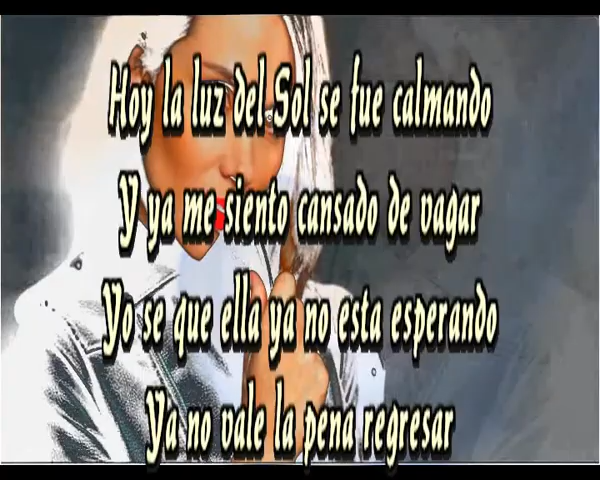 Hoy la luz del Sol se fue calmando
Y ya me siento cansado de vagar
Yo se que ella ya no esta esperando
Ya no vale la pena regresar